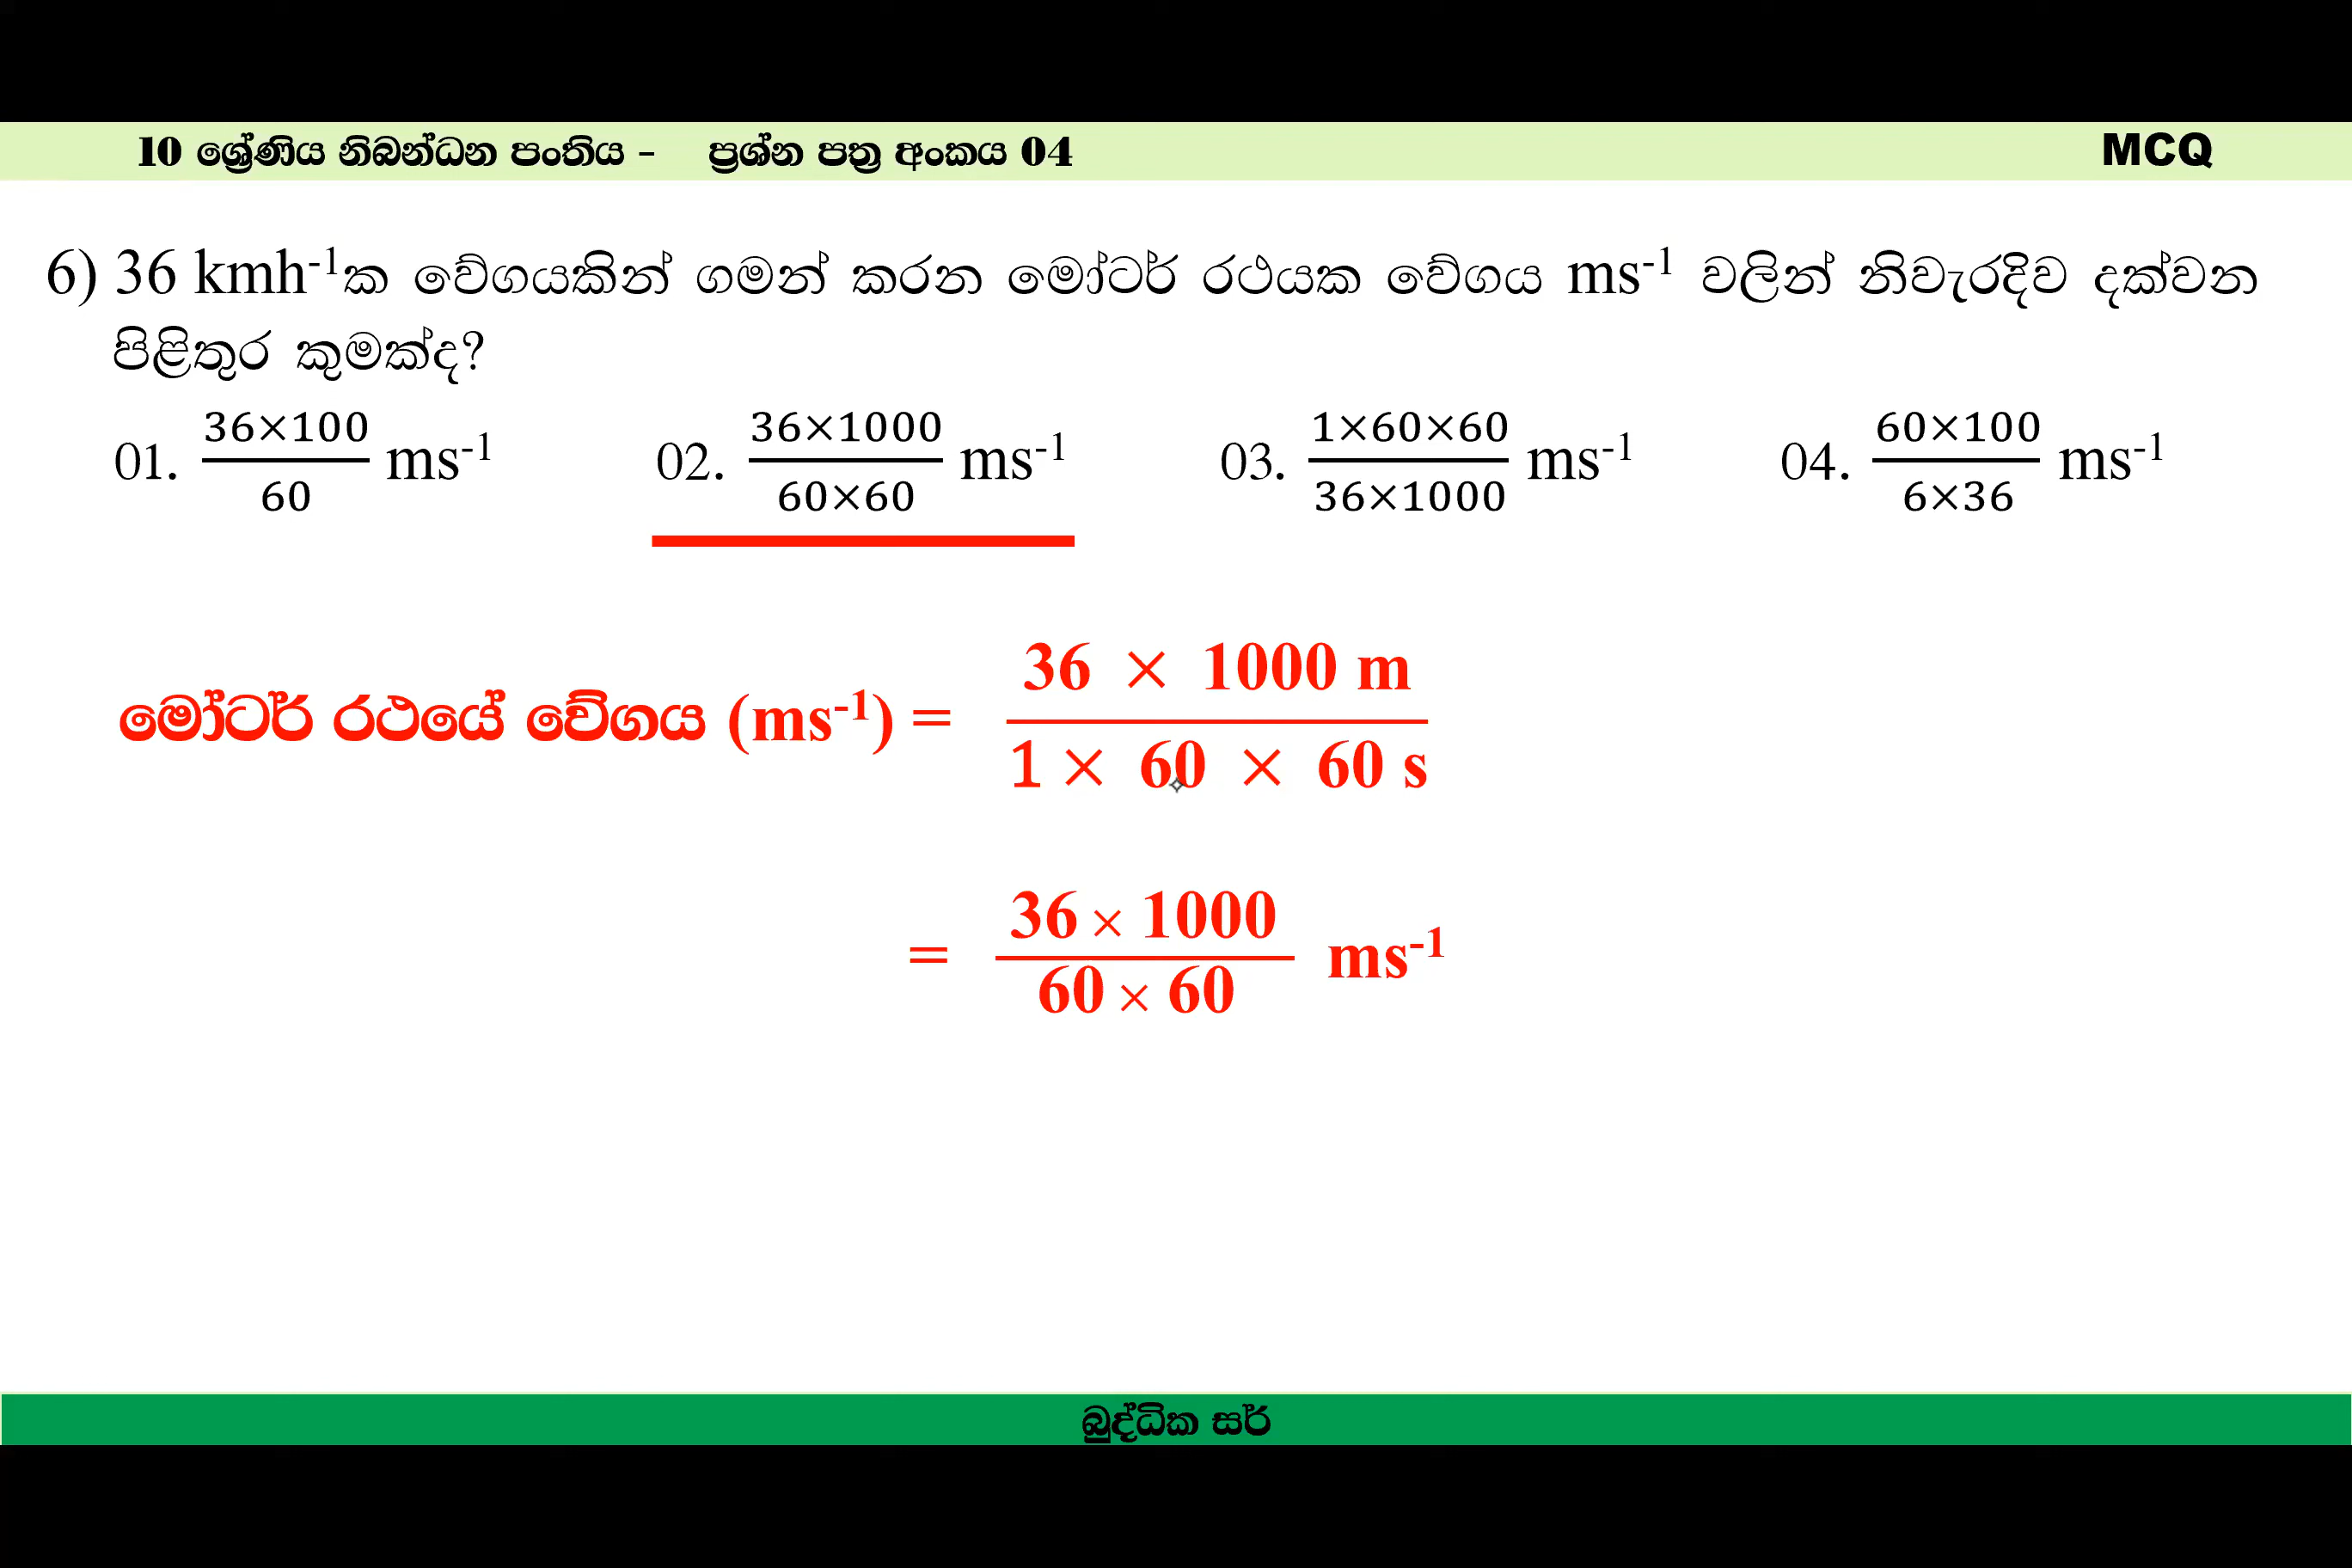 10 ශ්‍රේණිය නිබන්ධන පංතිය - ප්‍රශ්න පත්‍ර අංකය 04 MCQ
6) 36 kmh-1ක වේගයකින් ගමන් කරන මෝටර් රථයක වේගය ms-1 වලින් නිවැරදිව දක්වන
පිළිතුර කුමක්ද?
01. 36×100/60 ms-1 02. 36×1000/60×60 ms-1 03. 1×60×60/36×1000 ms-1 04. 60×100/6×36 ms-1
මෝටර් රථයේ වේගය (ms-1) = 36 × 1000 m/1 × 60 × 60 s
= 36 × 1000/60 × 60 ms-1
බුද්ධික සර්